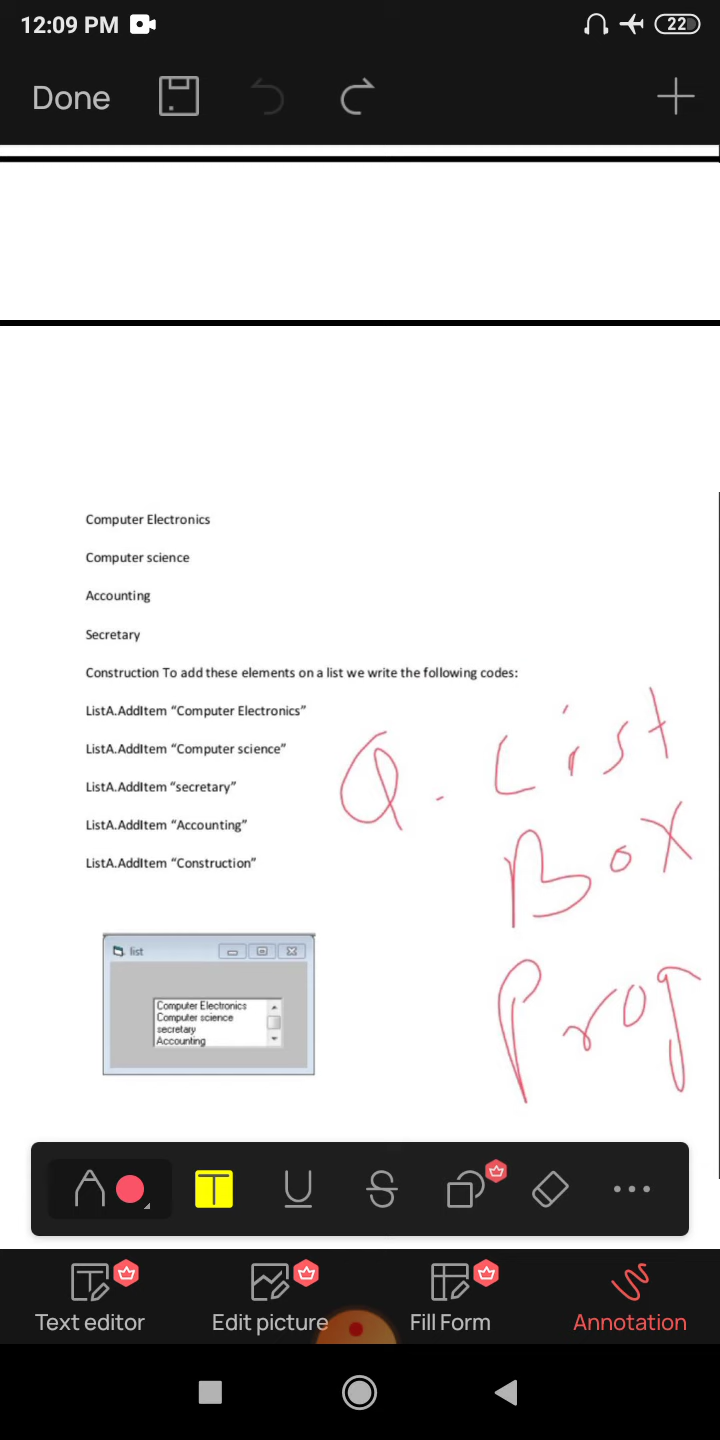 12:09 PM 22
Done
Computer Electronics
Computer science
Accounting
Secretary
Construction To add these elements on a list we write the following codes:
ListA.AddItem “Computer Electronics”
ListA.AddItem “Computer science”
ListA.AddItem “secretary”
ListA.AddItem “Accounting”
ListA.AddItem “Construction”
Q. List
Box
Prog
list
Computer Electronics
Computer science
secretary
Accounting
T U S
Text editor Edit picture Fill Form Annotation